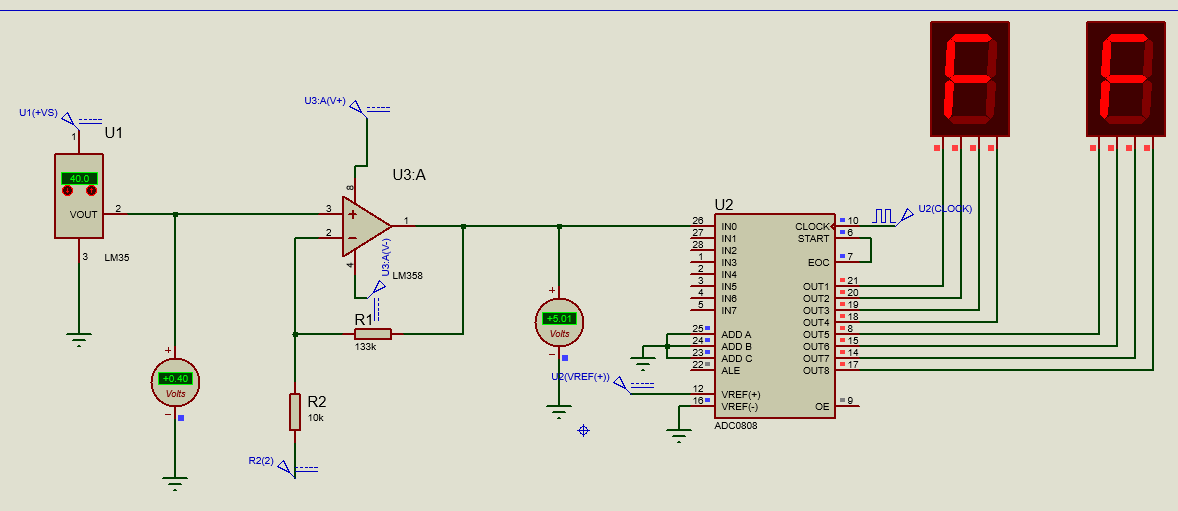 U1(+VS)
1
U1
40.0
VOUT
2
3
LM35
+
+0.40
Volts
−
U3:A(V+)
8
U3:A
3
+
2
−
1
4
U3:A(V-)
LM358
R1
133k
R2
10k
R2(2)
+
+5.01
Volts
−
U2(VREF(+))
U2
26 IN0 CLOCK 10
27 IN1 START 6
28 IN2
1 IN3 EOC 7
2 IN4
3 IN5 OUT1 21
4 IN6 OUT2 20
5 IN7 OUT3 19
OUT4 18
OUT5 8
25 ADD A OUT6 15
24 ADD B OUT7 14
23 ADD C OUT8 17
22 ALE
12 VREF(+)
16 VREF(-) OE 9
ADC0808
U2(CLOCK)
F F